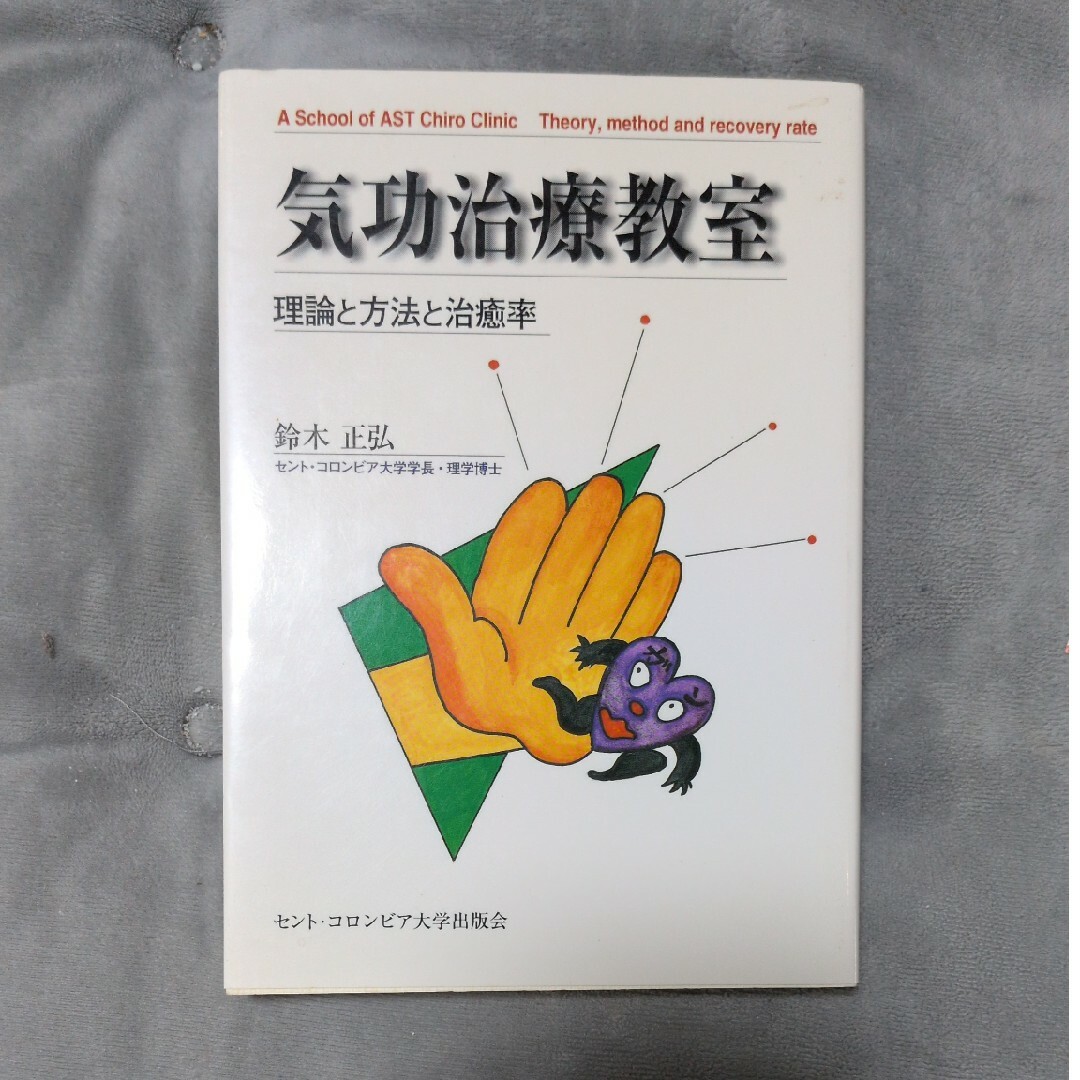 A School of AST Chiro Clinic Theory, method and recovery rate
気功治療教室
理論と方法と治癒率
鈴木 正弘
セント・コロンビア大学学長・理学博士
セント・コロンビア大学出版会